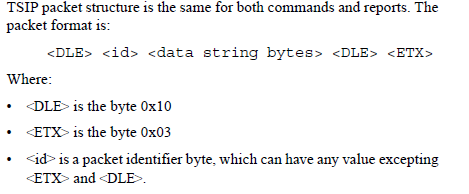 TSIP packet structure is the same for both commands and reports. The
packet format is:
<DLE> <id> <data string bytes> <DLE> <ETX>
Where:
• <DLE> is the byte 0x10
• <ETX> is the byte 0x03
• <id> is a packet identifier byte, which can have any value excepting
<ETX> and <DLE>.